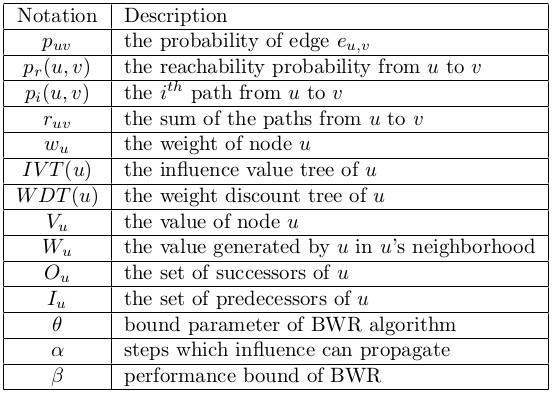 Notation Description
p_{uv} the probability of edge e_{u,v}
p_r(u, v) the reachability probability from u to v
p_i(u, v) the i^{th} path from u to v
r_{uv} the sum of the paths from u to v
w_u the weight of node u
IVT(u) the influence value tree of u
WDT(u) the weight discount tree of u
V_u the value of node u
W_u the value generated by u in u's neighborhood
O_u the set of successors of u
I_u the set of predecessors of u
θ bound parameter of BWR algorithm
α steps which influence can propagate
β performance bound of BWR